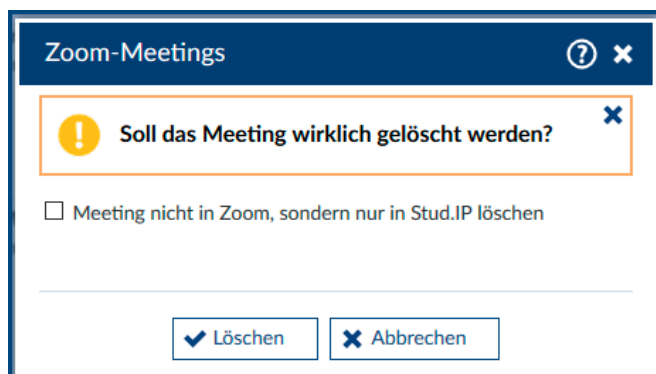 Zoom-Meetings
Soll das Meeting wirklich gelöscht werden?
Meeting nicht in Zoom, sondern nur in Stud.IP löschen
Löschen
Abbrechen